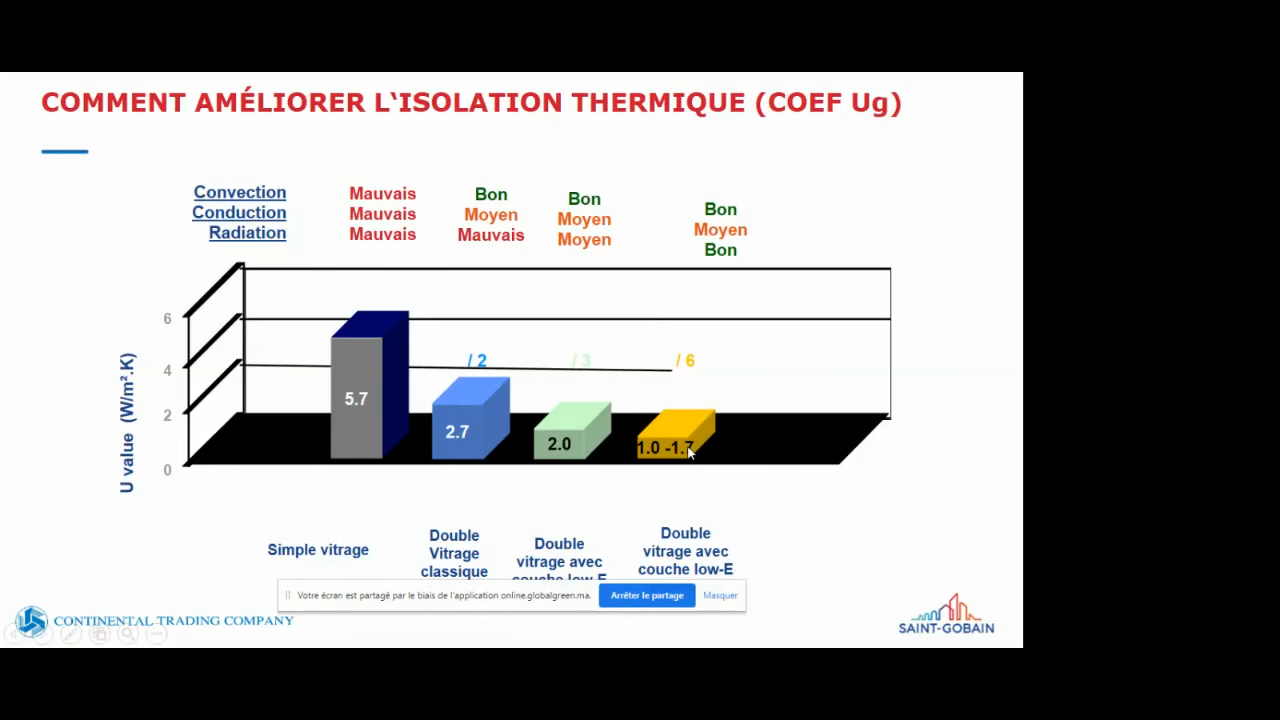 COMMENT AMÉLIORER L'ISOLATION THERMIQUE (COEF Ug)
Convection
Conduction
Radiation
Mauvais
Mauvais
Mauvais
Bon
Moyen
Mauvais
Bon
Moyen
Moyen
Bon
Moyen
Bon
U value (W/m².K)
6
4
2
0
5.7
/ 2
2.7
/ 3
2.0
/ 6
1.0 -1.7
Simple vitrage
Double
Vitrage
classique
Double
vitrage avec
couche low-E
Double
vitrage avec
couche low-E
Votre écran est partagé par le biais de l'application online.globalgreen.ma.
Arrêter le partage
Masquer
CONTINENTAL TRADING COMPANY
SAINT-GOBAIN